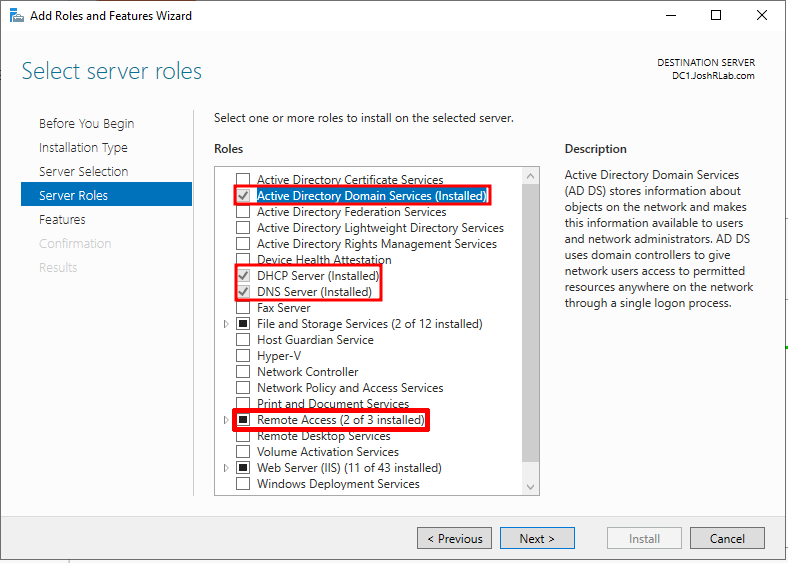 Add Roles and Features Wizard
Select server roles
DESTINATION SERVER
DC1.JoshRLab.com
Before You Begin
Installation Type
Server Selection
Server Roles
Features
Confirmation
Results
Select one or more roles to install on the selected server.
Roles
Active Directory Certificate Services
Active Directory Domain Services (Installed)
Active Directory Federation Services
Active Directory Lightweight Directory Services
Active Directory Rights Management Services
Device Health Attestation
DHCP Server (Installed)
DNS Server (Installed)
Fax Server
File and Storage Services (2 of 12 installed)
Host Guardian Service
Hyper-V
Network Controller
Network Policy and Access Services
Print and Document Services
Remote Access (2 of 3 installed)
Remote Desktop Services
Volume Activation Services
Web Server (IIS) (11 of 43 installed)
Windows Deployment Services
Description
Active Directory Domain Services
(AD DS) stores information about
objects on the network and makes
this information available to users
and network administrators. AD DS
uses domain controllers to give
network users access to permitted
resources anywhere on the network
through a single logon process.
< Previous
Next >
Install
Cancel